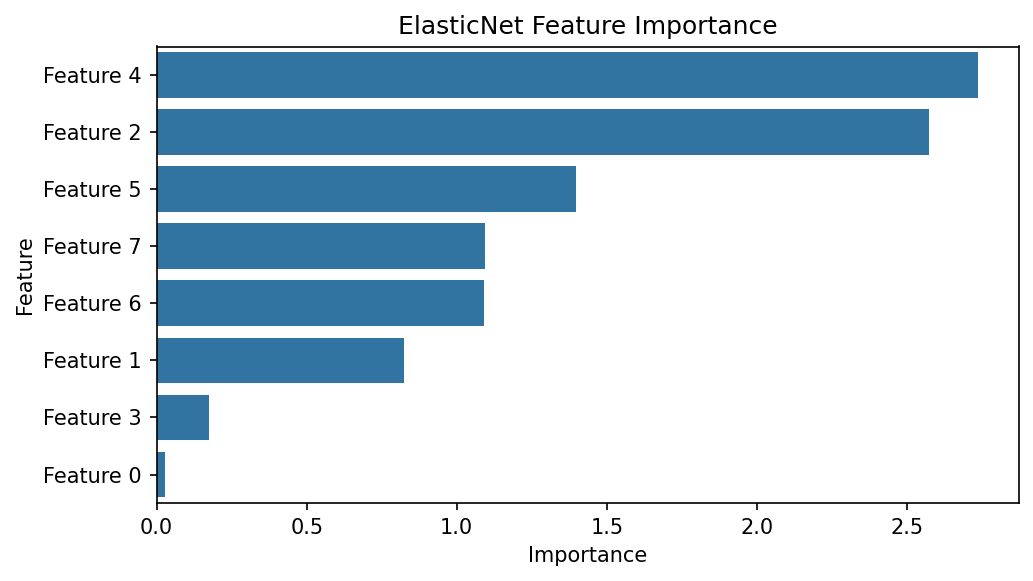 ElasticNet Feature Importance
Feature
Feature 4
Feature 2
Feature 5
Feature 7
Feature 6
Feature 1
Feature 3
Feature 0
0.0 0.5 1.0 1.5 2.0 2.5
Importance